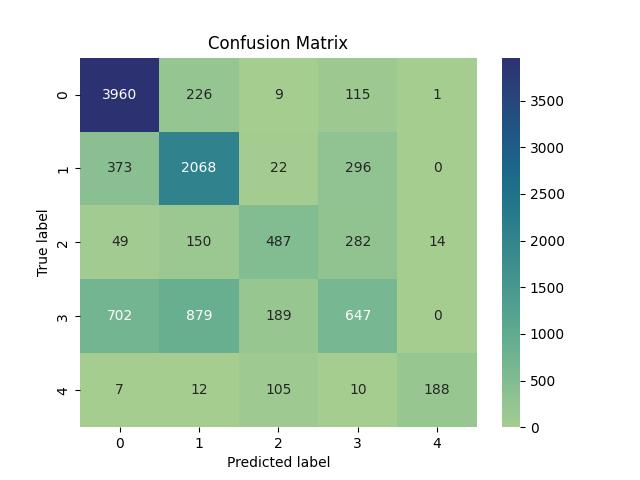 Confusion Matrix
0 3960 226 9 115 1
1 373 2068 22 296 0
2 49 150 487 282 14
3 702 879 189 647 0
4 7 12 105 10 188
0 1 2 3 4
True label
Predicted label
3500
3000
2500
2000
1500
1000
500
0